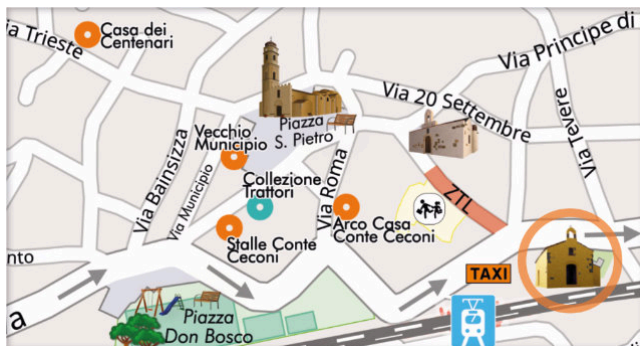 Casa dei
Centenari
Via Trieste
Via Principe di
Via 20 Settembre
Piazza
S. Pietro
Vecchio
Municipio
Via Tevere
Via Bainsizza
Via Municipio
Collezione
Trattori
Via Roma
ZTL
Arco Casa
Conte Ceconi
Stalle Conte
Ceconi
nto
TAXI
a
Piazza
Don Bosco